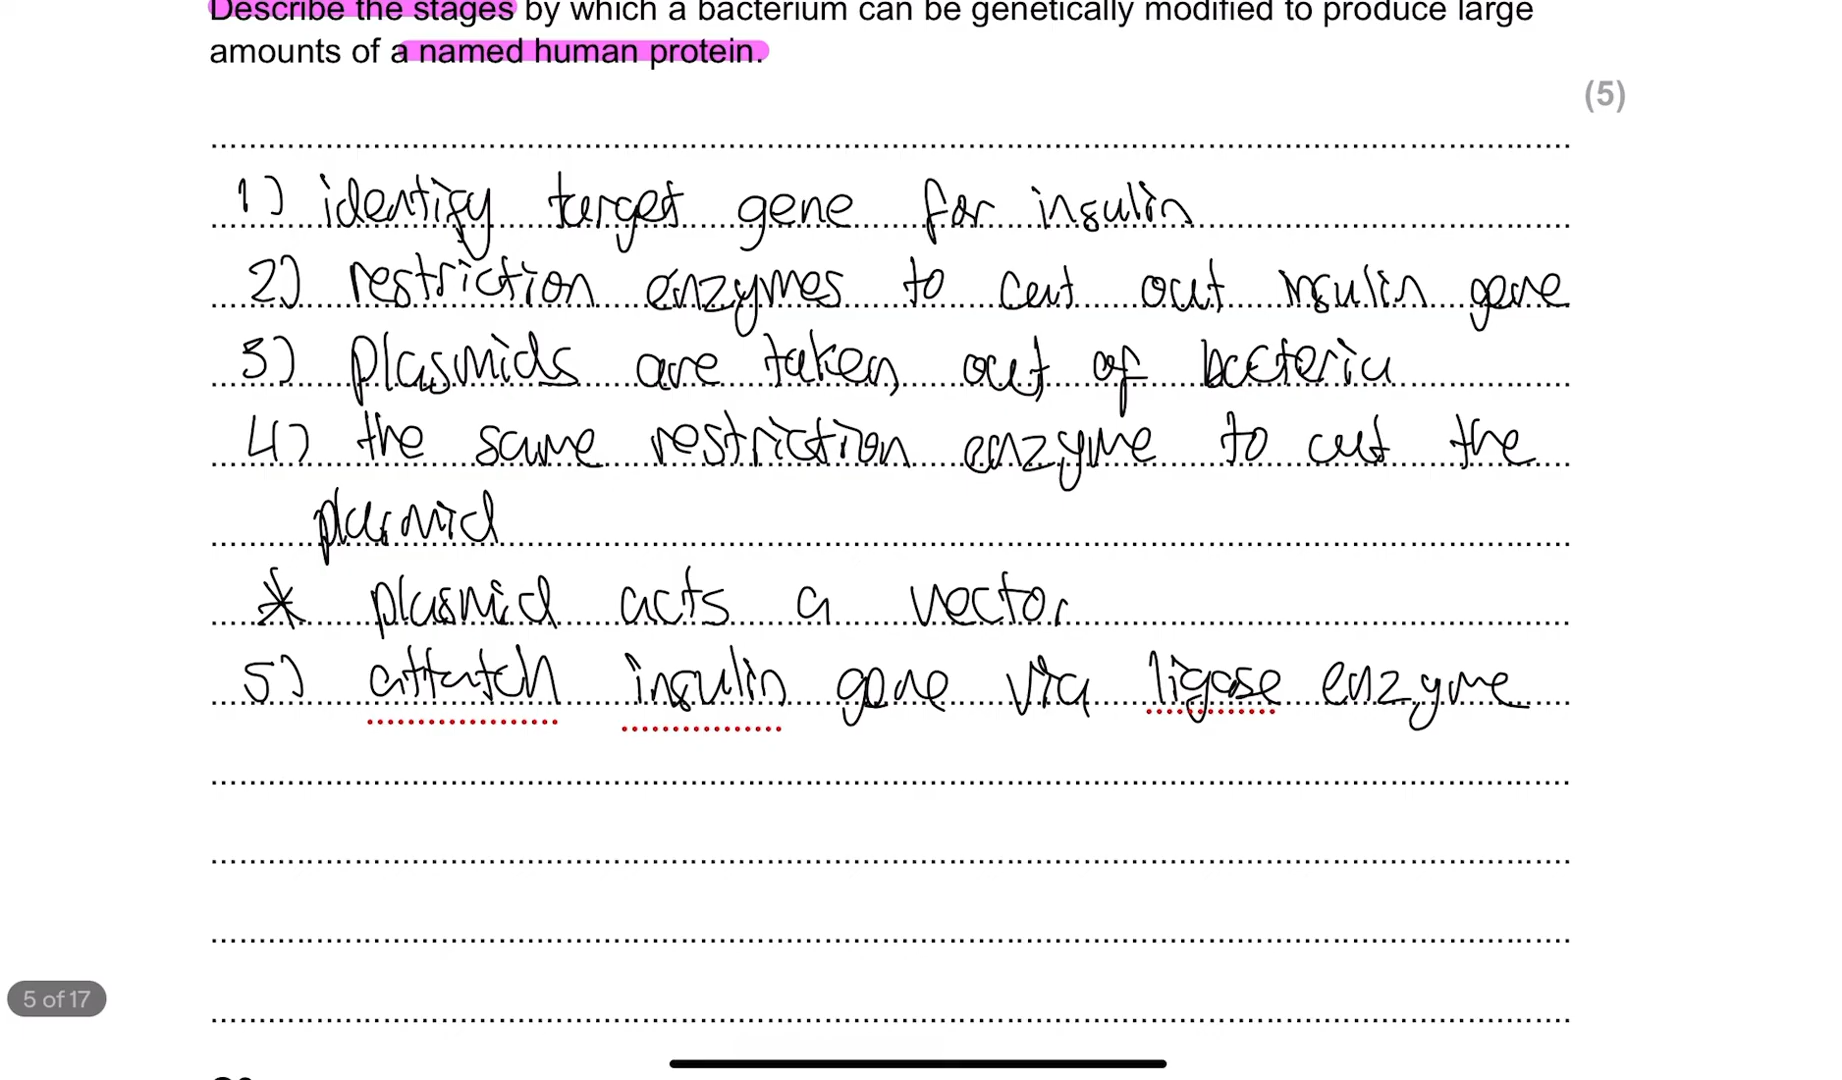 Describe the stages by which a bacterium can be genetically modified to produce large
amounts of a named human protein.
(5)
1) identify target gene for insulin
2) restriction enzymes to cut out insulin gene
3) plasmids are taken out of bacteria
4) the same restriction enzyme to cut the
plasmid
* plasmid acts a vector
5) attatch insulin gene via ligase enzyme
5 of 17